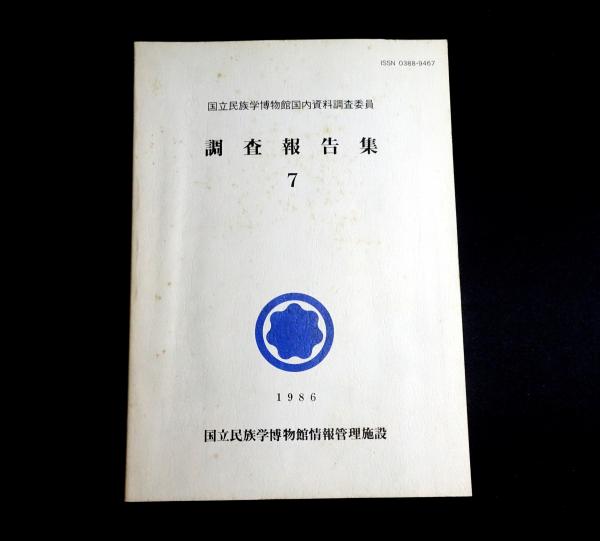 ISSN 0388-9467
国立民族学博物館国内資料調査委員
調査報告集
7
1986
国立民族学博物館情報管理施設